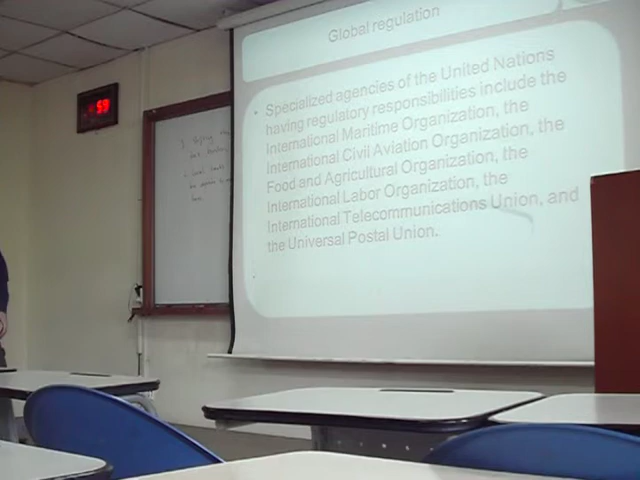 Global regulation
Specialized agencies of the United Nations
having regulatory responsibilities include the
International Maritime Organization, the
International Civil Aviation Organization, the
Food and Agricultural Organization, the
International Labor Organization, the
International Telecommunications Union, and
the Universal Postal Union.
59